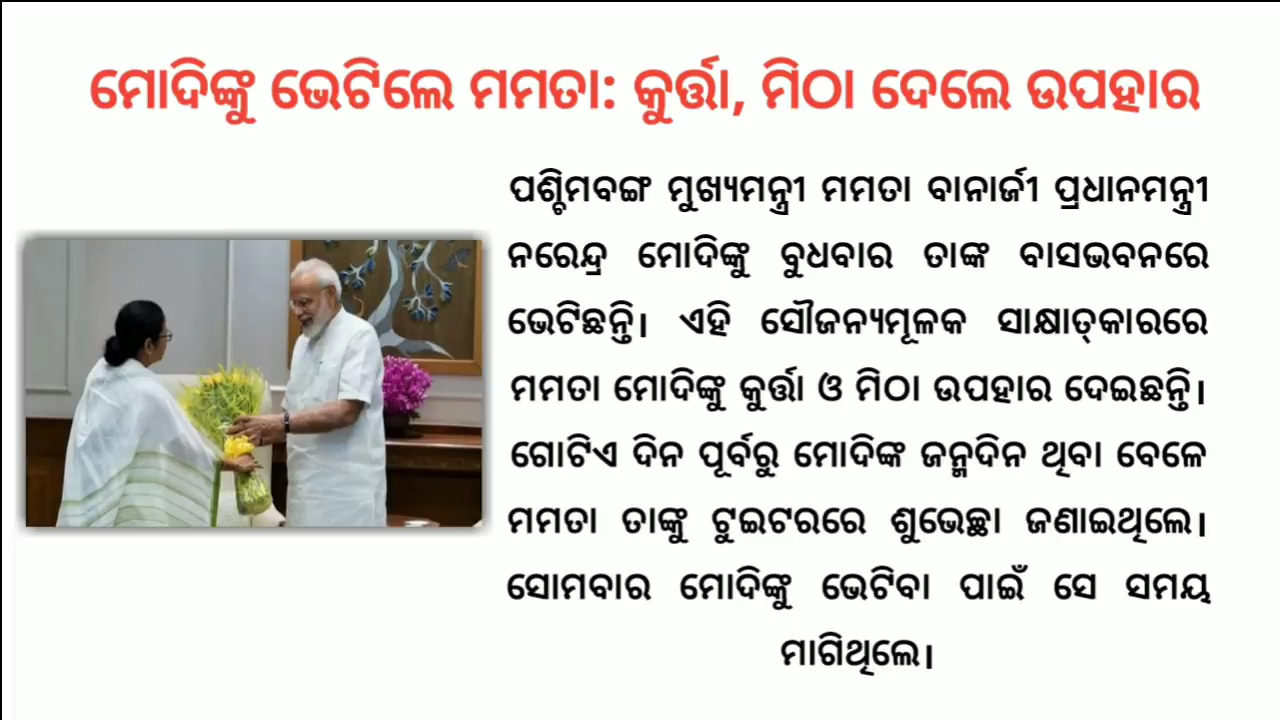 ମୋଦିଙ୍କୁ ଭେଟିଲେ ମମତା: କୁର୍ତ୍ତା, ମିଠା ଦେଲେ ଉପହାର
ପଶ୍ଚିମବଙ୍ଗ ମୁଖ୍ୟମନ୍ତ୍ରୀ ମମତା ବାନାର୍ଜୀ ପ୍ରଧାନମନ୍ତ୍ରୀ
ନରେନ୍ଦ୍ର ମୋଦିଙ୍କୁ ବୁଧବାର ତାଙ୍କ ବାସଭବନରେ
ଭେଟିଛନ୍ତି। ଏହି ସୌଜନ୍ୟମୂଳକ ସାକ୍ଷାତ୍‌କାରରେ
ମମତା ମୋଦିଙ୍କୁ କୁର୍ତ୍ତା ଓ ମିଠା ଉପହାର ଦେଇଛନ୍ତି।
ଗୋଟିଏ ଦିନ ପୂର୍ବରୁ ମୋଦିଙ୍କ ଜନ୍ମଦିନ ଥିବା ବେଳେ
ମମତା ତାଙ୍କୁ ଟୁଇଟରରେ ଶୁଭେଚ୍ଛା ଜଣାଇଥିଲେ।
ସୋମବାର ମୋଦିଙ୍କୁ ଭେଟିବା ପାଇଁ ସେ ସମୟ
ମାଗିଥିଲେ।